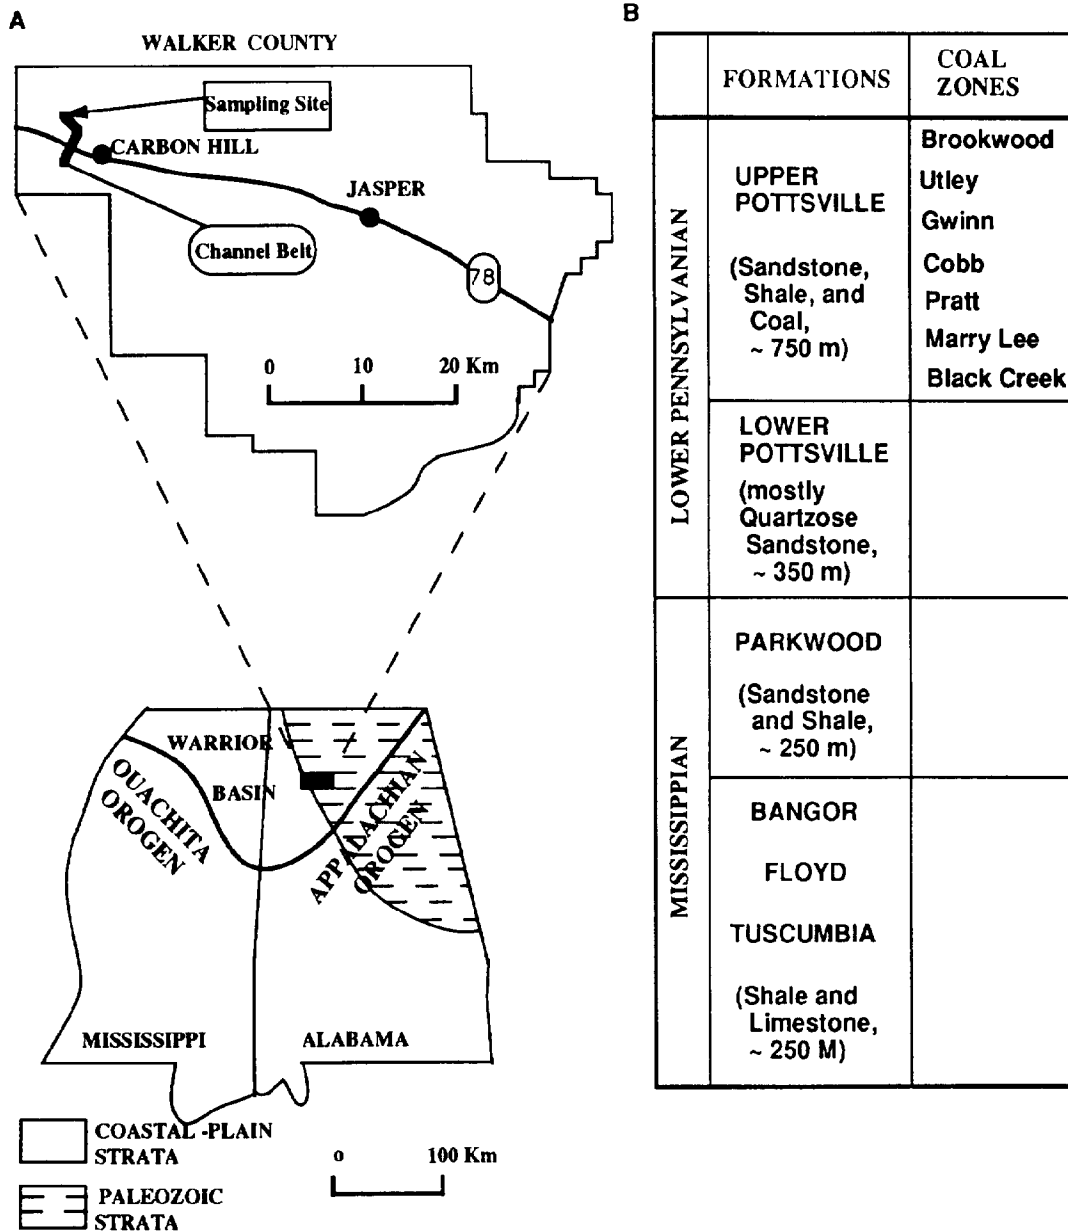 A
WALKER COUNTY
Sampling Site
CARBON HILL
JASPER
Channel Belt
78
0 10 20 Km
WARRIOR
BASIN
OUACHITA
OROGEN
APPALACHIAN
OROGEN
MISSISSIPPI
ALABAMA
COASTAL -PLAIN
STRATA
PALEOZOIC
STRATA
o 100 Km
B
FORMATIONS
COAL
ZONES
LOWER PENNSYLVANIAN
UPPER
POTTSVILLE
(Sandstone,
Shale, and
Coal,
~ 750 m)
Brookwood
Utley
Gwinn
Cobb
Pratt
Marry Lee
Black Creek
LOWER
POTTSVILLE
(mostly
Quartzose
Sandstone,
~ 350 m)
MISSISSIPPIAN
PARKWOOD
(Sandstone
and Shale,
~ 250 m)
BANGOR
FLOYD
TUSCUMBIA
(Shale and
Limestone,
~ 250 M)